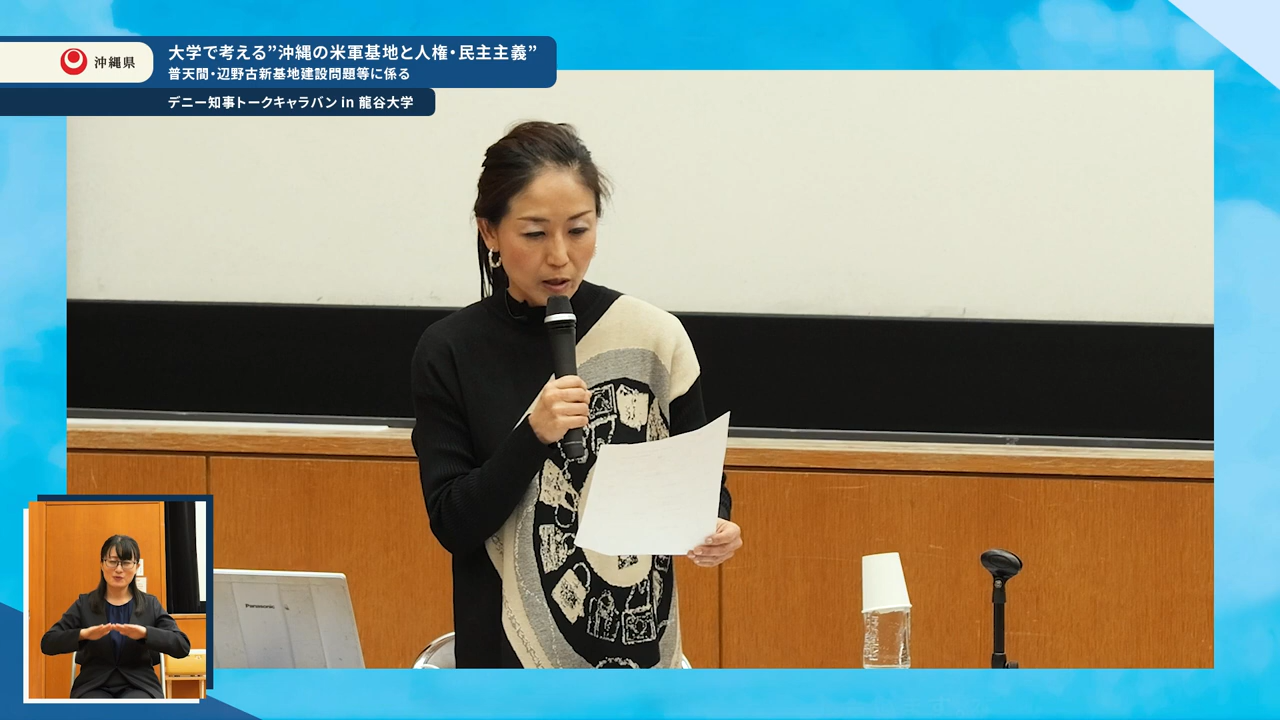 沖縄県
大学で考える”沖縄の米軍基地と人権・民主主義”
普天間・辺野古新基地建設問題等に係る
デニー知事トークキャラバン in 龍谷大学
Panasonic